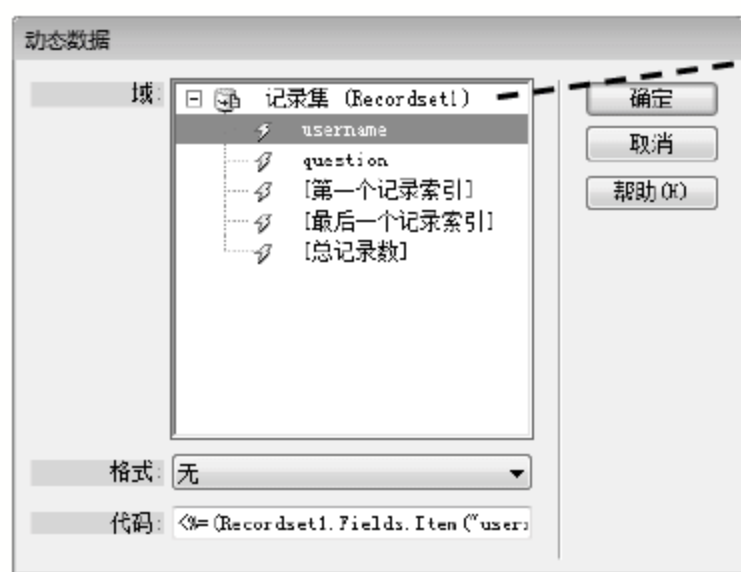 动态数据
域:
记录集 (Recordset1)
确定
username
取消
question
[第一个记录索引]
帮助(H)
[最后一个记录索引]
[总记录数]
格式: 无
代码: <%=(Recordset1.Fields.Item("user